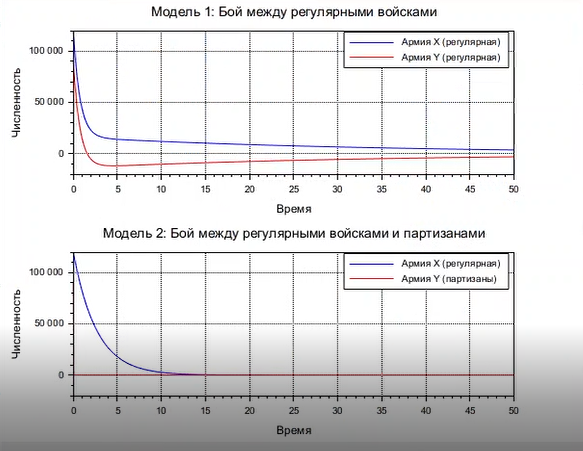 Модель 1: Бой между регулярными войсками
Армия X (регулярная)
Армия Y (регулярная)
Численность
100 000
50 000
0
0 5 10 15 20 25 30 35 40 45 50
Время
Модель 2: Бой между регулярными войсками и партизанами
Армия X (регулярная)
Армия Y (партизаны)
Численность
100 000
50 000
0
0 5 10 15 20 25 30 35 40 45 50
Время